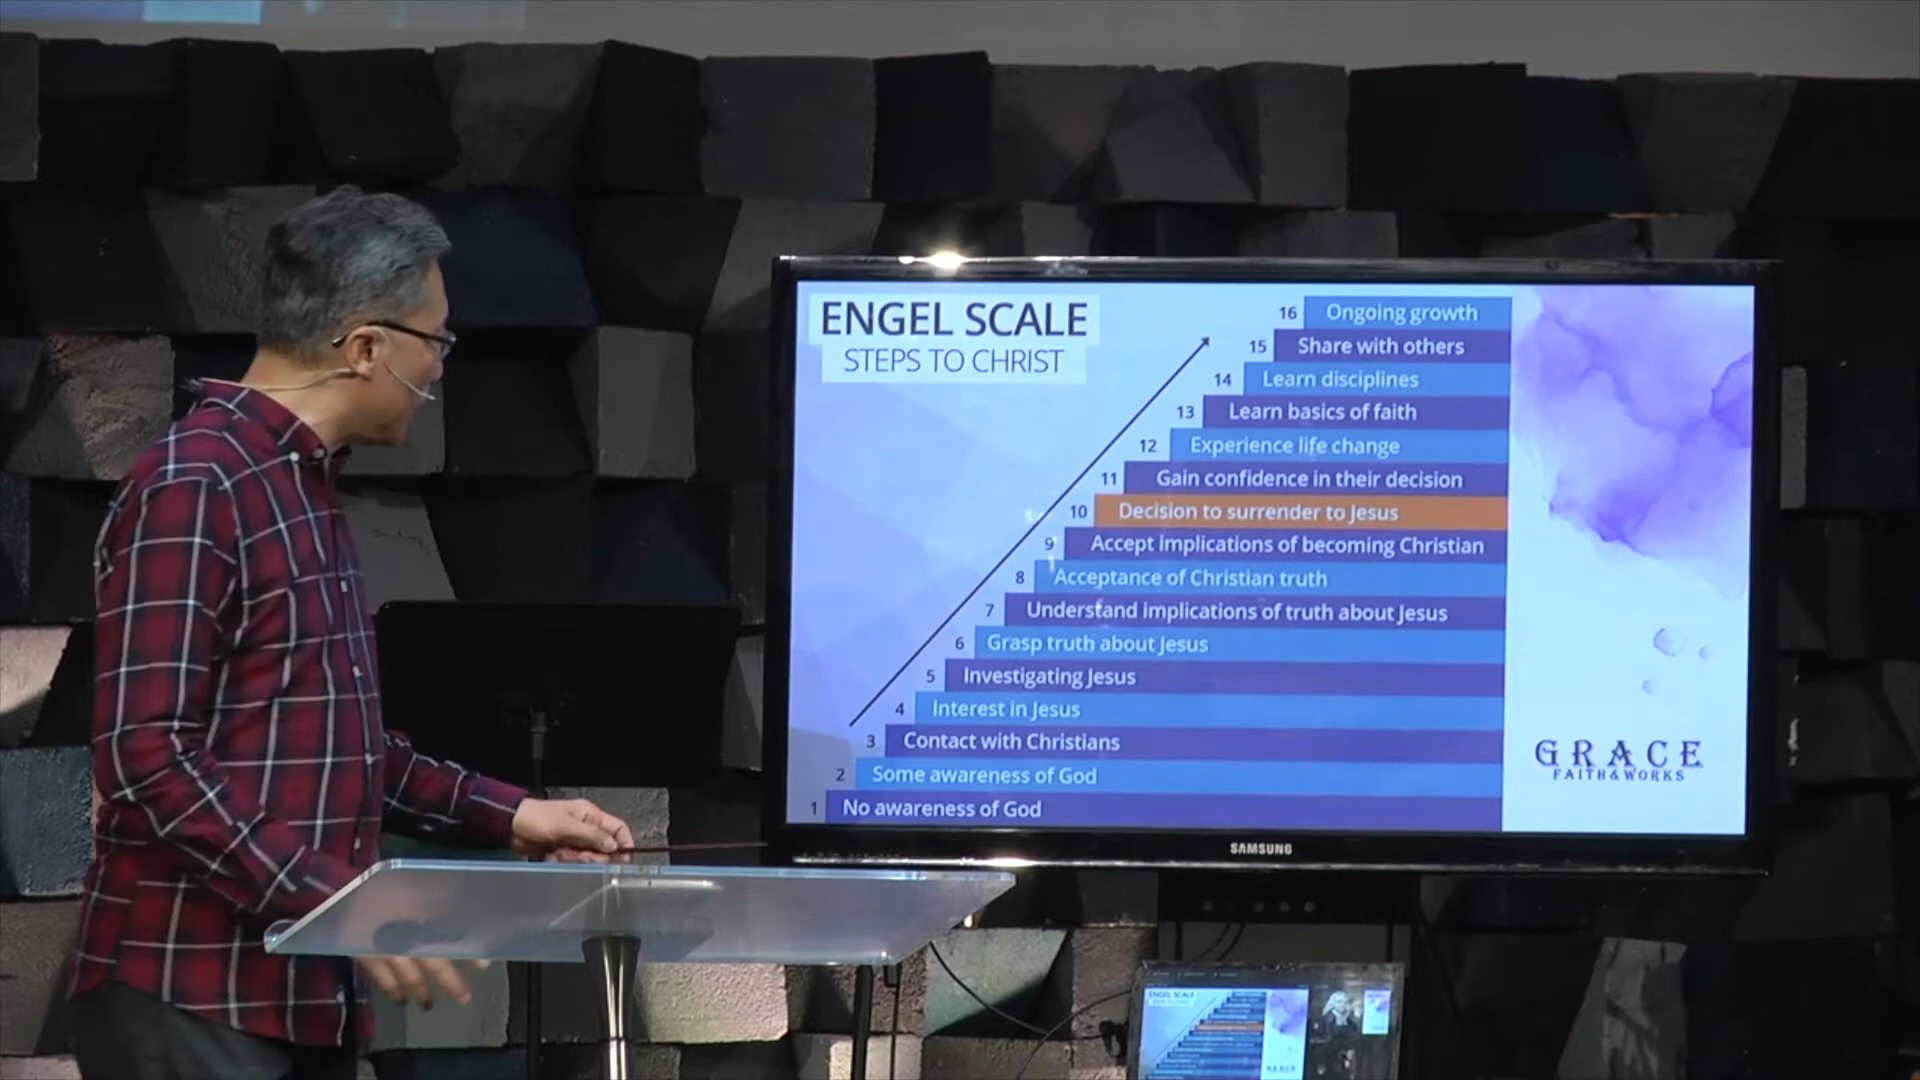 ENGEL SCALE
STEPS TO CHRIST
16 Ongoing growth
15 Share with others
14 Learn disciplines
13 Learn basics of faith
12 Experience life change
11 Gain confidence in their decision
10 Decision to surrender to Jesus
9 Accept implications of becoming Christian
8 Acceptance of Christian truth
7 Understand implications of truth about Jesus
6 Grasp truth about Jesus
5 Investigating Jesus
4 Interest in Jesus
3 Contact with Christians
2 Some awareness of God
1 No awareness of God
GRACE
FAITH&WORKS
SAMSUNG
ENGEL SCALE